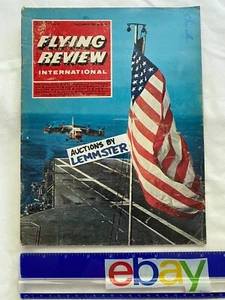 FLYING
REVIEW
INTERNATIONAL
AUCTIONS BY
LEMMSTER
ebay